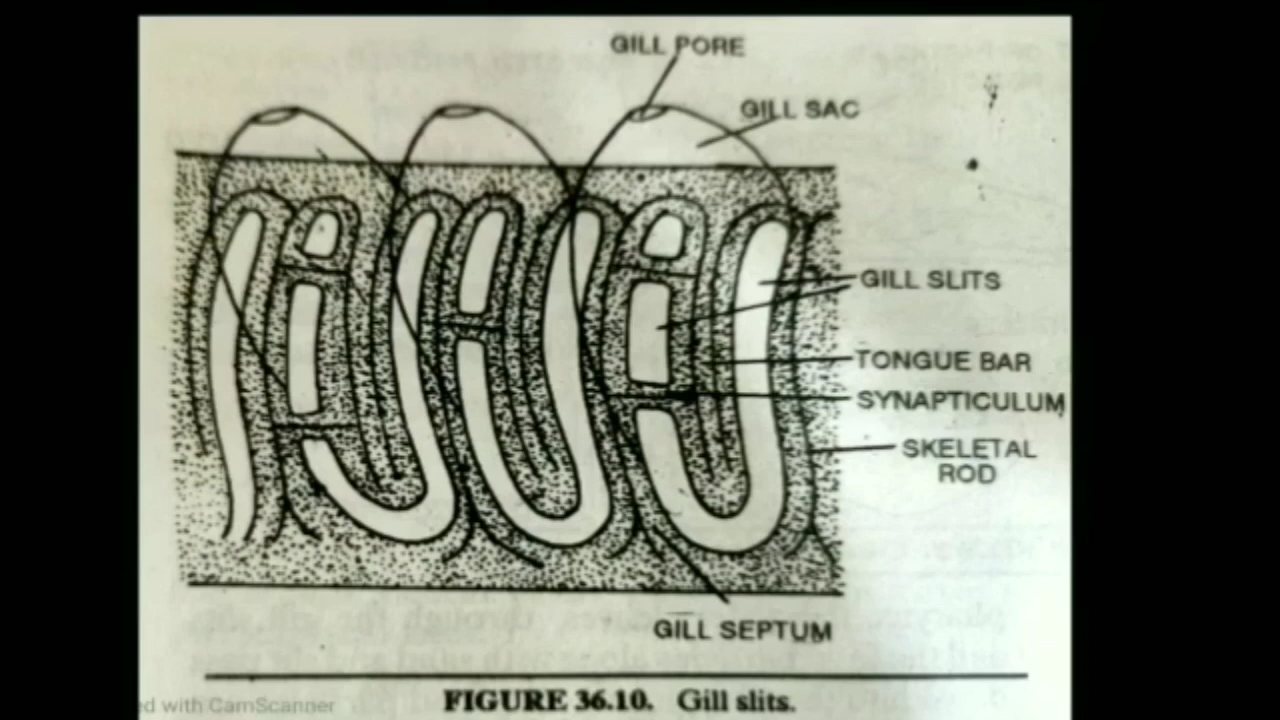 GILL PORE
GILL SAC
GILL SLITS
TONGUE BAR
SYNAPTICULUM
SKELETAL
ROD
GILL SEPTUM
FIGURE 36.10. Gill slits.
ed with CamScanner